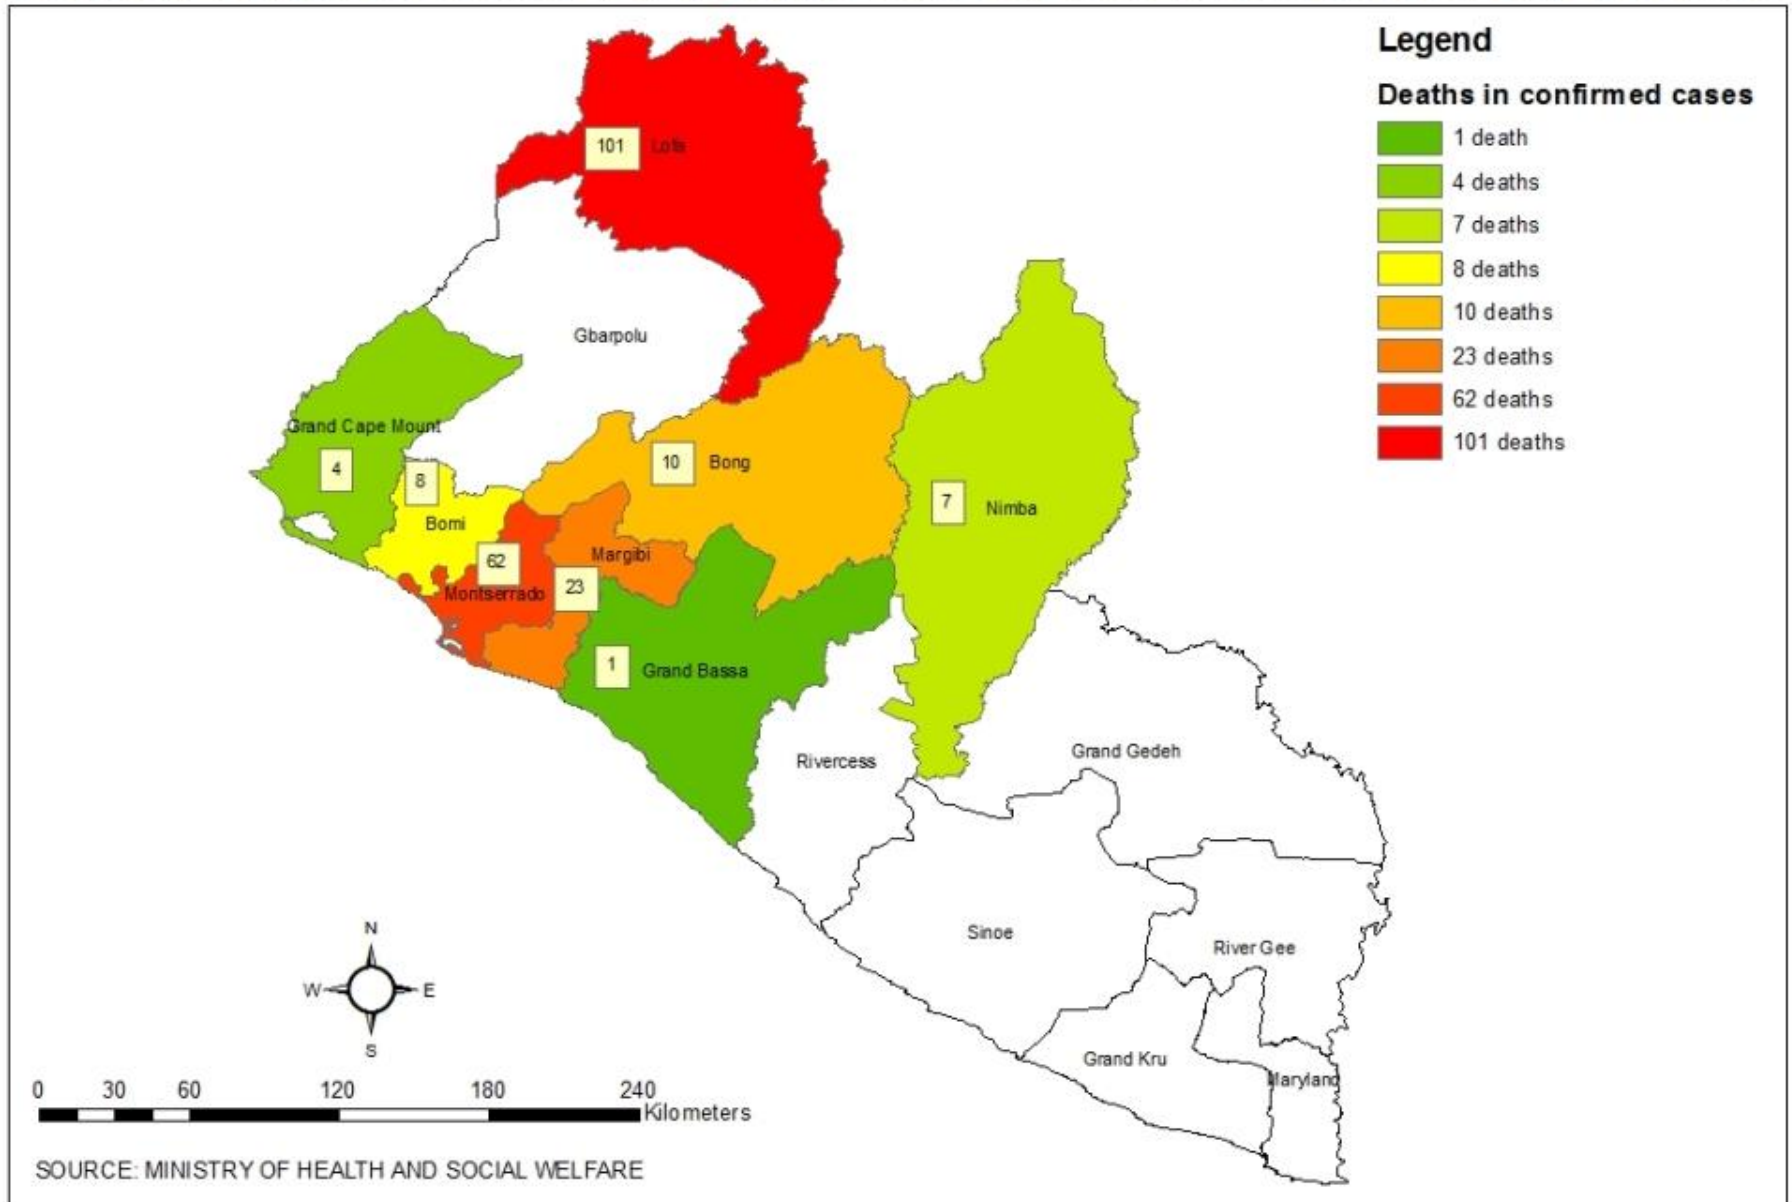 Legend
Deaths in confirmed cases
1 death
4 deaths
7 deaths
8 deaths
10 deaths
23 deaths
62 deaths
101 deaths
101 Lofa
Gbarpolu
Grand Cape Mount
4
8
Bomi
10 Bong
7 Nimba
62
Montserrado
Margibi
23
1 Grand Bassa
Rivercess
Grand Gedeh
Sinoe
River Gee
Grand Kru
Maryland
N
W E
S
0 30 60 120 180 240
Kilometers
SOURCE: MINISTRY OF HEALTH AND SOCIAL WELFARE